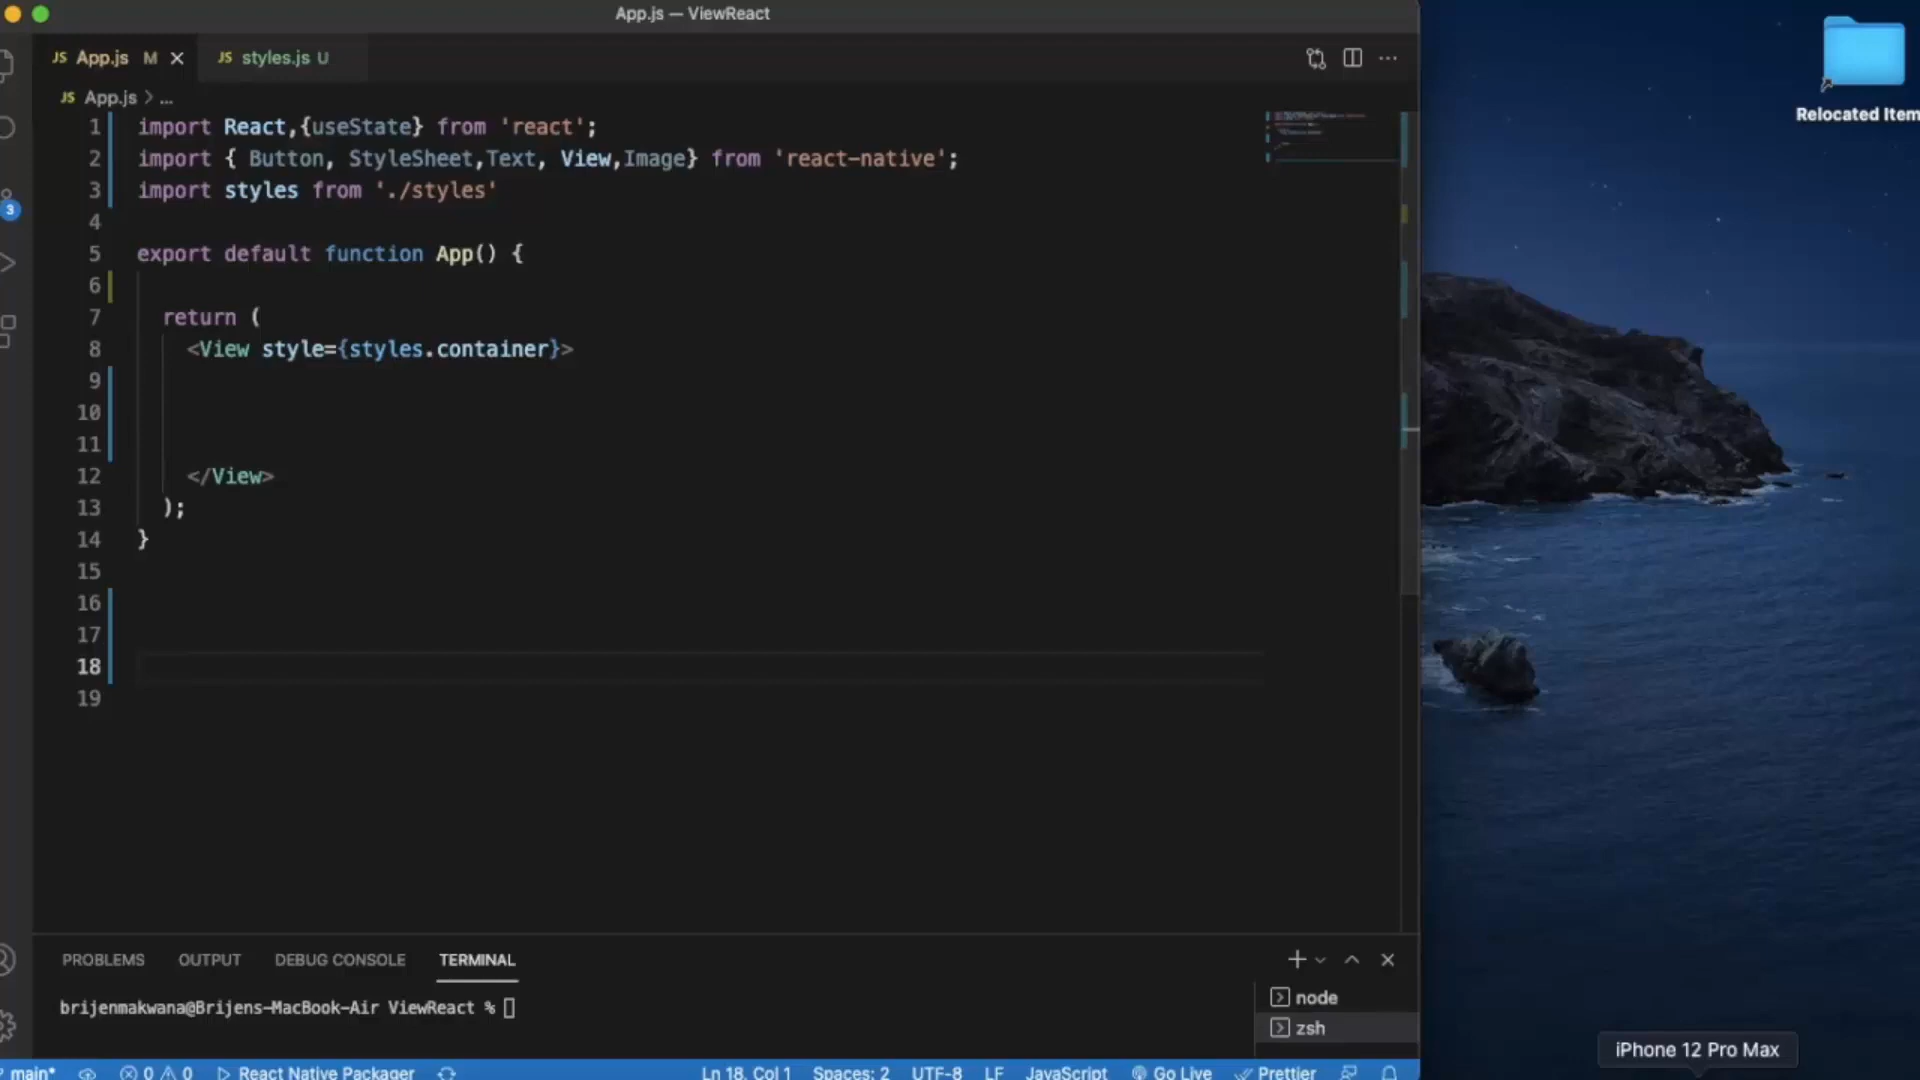 App.js — ViewReact
JS App.js M
JS styles.js U
JS App.js > ...
1 import React,{useState} from 'react';
2 import { Button, StyleSheet,Text, View,Image} from 'react-native';
3 import styles from './styles'
4
5 export default function App() {
6
7 return (
8 <View style={styles.container}>
9
10
11
12 </View>
13 );
14 }
15
16
17
18
19
3
Relocated Item
PROBLEMS OUTPUT DEBUG CONSOLE TERMINAL
brijenmakwana@Brijens-MacBook-Air ViewReact %
node
zsh
main* 0 0 React Native Packager Ln 18, Col 1 Spaces: 2 UTF-8 LF JavaScript Go Live Prettier
iPhone 12 Pro Max